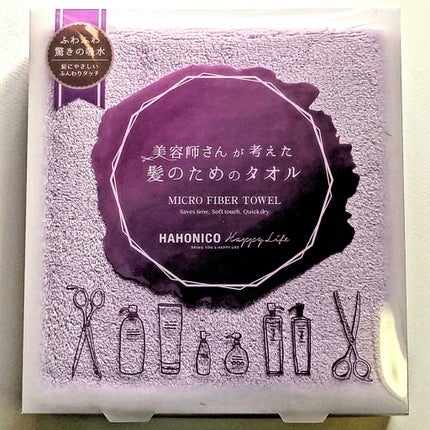 ふわふわ
驚きの吸水
髪にやさしい
ふんわりタッチ
美容師さんが考えた
髪のためのタオル
MICRO FIBER TOWEL
Saves time, Soft touch, Quick dry
HAHONICO Happy Life
BRING YOU A HAPPY LIFE